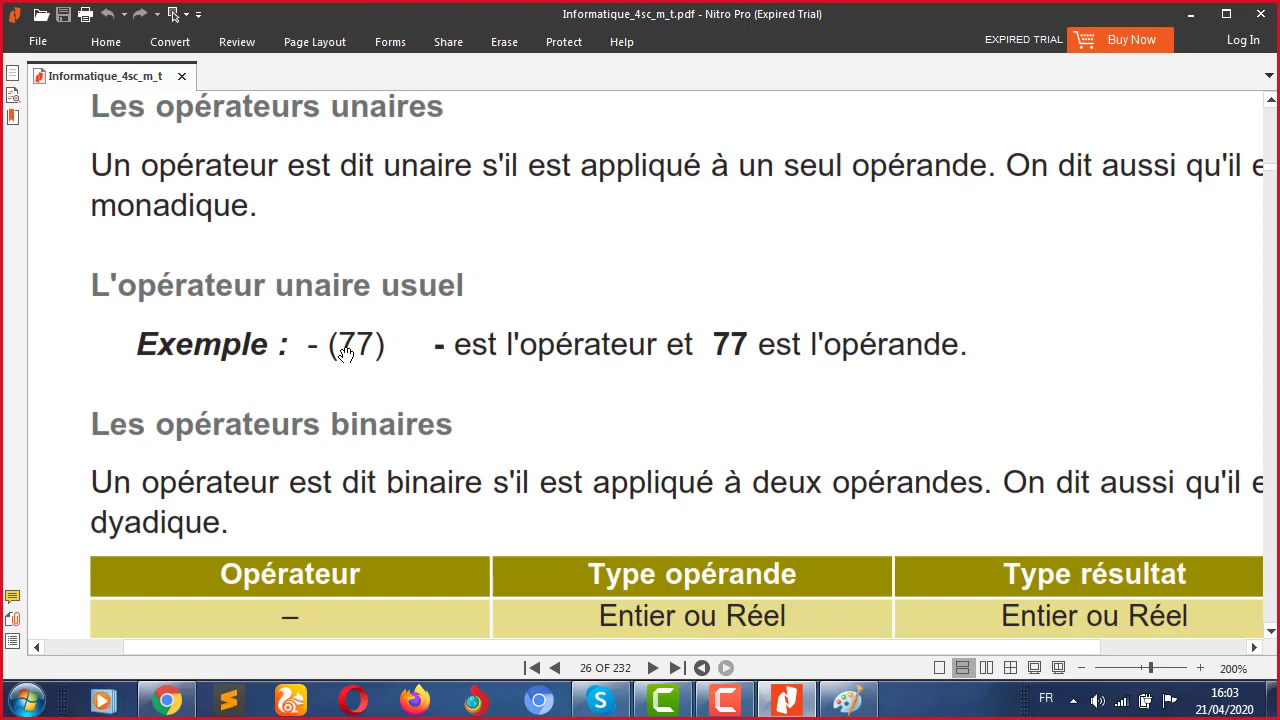 Informatique_4sc_m_t.pdf - Nitro Pro (Expired Trial)
File Home Convert Review Page Layout Forms Share Erase Protect Help EXPIRED TRIAL Buy Now Log In
Informatique_4sc_m_t
Les opérateurs unaires
Un opérateur est dit unaire s'il est appliqué à un seul opérande. On dit aussi qu'il e
monadique.
L'opérateur unaire usuel
Exemple : - (77) - est l'opérateur et 77 est l'opérande.
Les opérateurs binaires
Un opérateur est dit binaire s'il est appliqué à deux opérandes. On dit aussi qu'il e
dyadique.
Opérateur Type opérande Type résultat
– Entier ou Réel Entier ou Réel
26 OF 232 200%
FR 16:03
21/04/2020